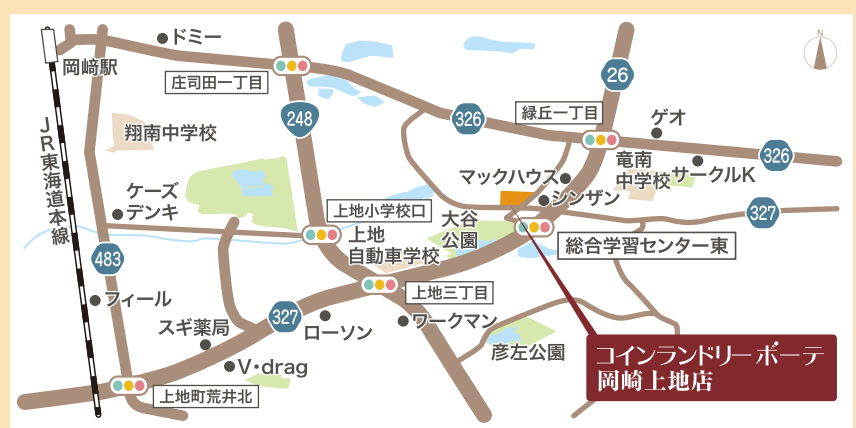 ドミー
N
岡﨑駅
庄司田一丁目
26
248
326
緑丘一丁目
ゲオ
翔南中学校
326
JR東海道本線
竜南
中学校
サークルK
マックハウス
シンザン
ケーズ
デンキ
上地小学校口
大谷
公園
327
上地
自動車学校
総合学習センター東
483
フィール
上地三丁目
327
スギ薬局
ローソン
ワークマン
彦左公園
V・drag
上地町荒井北
コインランドリー ボーテ
岡崎上地店